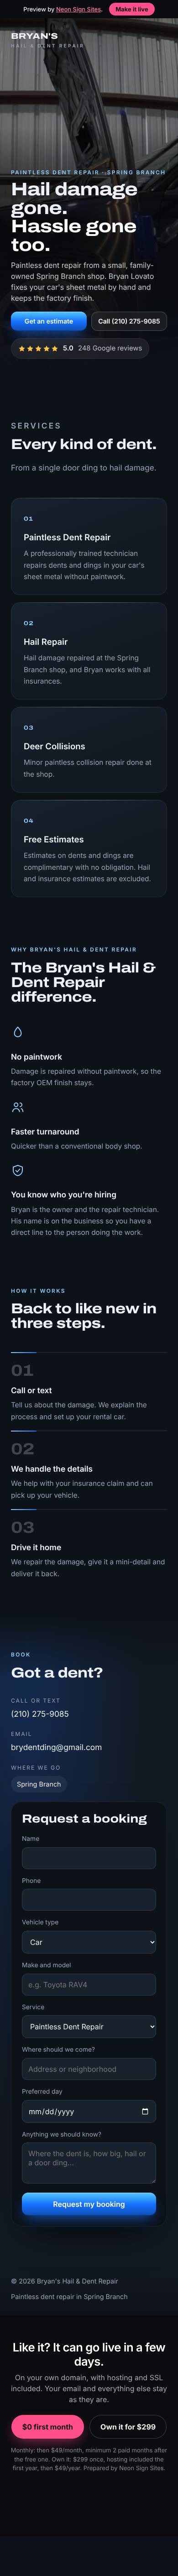 Preview by Neon Sign Sites. Make it live
BRYAN'S
HAIL & DENT REPAIR
PAINTLESS DENT REPAIR · SPRING BRANCH
Hail damage
gone.
Hassle gone
too.
Paintless dent repair from a small, family-
owned Spring Branch shop. Bryan Lovato
fixes your car's sheet metal by hand and
keeps the factory finish.
Get an estimate
Call (210) 275-9085
★★★★★ 5.0 248 Google reviews
SERVICES
Every kind of dent.
From a single door ding to hail damage.
01
Paintless Dent Repair
A professionally trained technician
repairs dents and dings in your car's
sheet metal without paintwork.
02
Hail Repair
Hail damage repaired at the Spring
Branch shop, and Bryan works with all
insurances.
03
Deer Collisions
Minor paintless collision repair done at
the shop.
04
Free Estimates
Estimates on dents and dings are
complimentary with no obligation. Hail
and insurance estimates are excluded.
WHY BRYAN'S HAIL & DENT REPAIR
The Bryan's Hail &
Dent Repair
difference.
No paintwork
Damage is repaired without paintwork, so the
factory OEM finish stays.
Faster turnaround
Quicker than a conventional body shop.
You know who you're hiring
Bryan is the owner and the repair technician.
His name is on the business so you have a
direct line to the person doing the work.
HOW IT WORKS
Back to like new in
three steps.
01
Call or text
Tell us about the damage. We explain the
process and set up your rental car.
02
We handle the details
We help with your insurance claim and can
pick up your vehicle.
03
Drive it home
We repair the damage, give it a mini-detail and
deliver it back.
BOOK
Got a dent?
CALL OR TEXT
(210) 275-9085
EMAIL
brydentding@gmail.com
WHERE WE GO
Spring Branch
Request a booking
Name
Phone
Vehicle type
Car
Make and model
e.g. Toyota RAV4
Service
Paintless Dent Repair
Where should we come?
Address or neighborhood
Preferred day
mm/dd/yyyy
Anything we should know?
Where the dent is, how big, hail or
a door ding...
Request my booking
© 2026 Bryan's Hail & Dent Repair
Paintless dent repair in Spring Branch
Like it? It can go live in a few
days.
On your own domain, with hosting and SSL
included. Your email and everything else stay
as they are.
$0 first month
Own it for $299
Monthly: then $49/month, minimum 2 paid months after
the free one. Own it: $299 once, hosting included the
first year, then $49/year. Prepared by Neon Sign Sites.